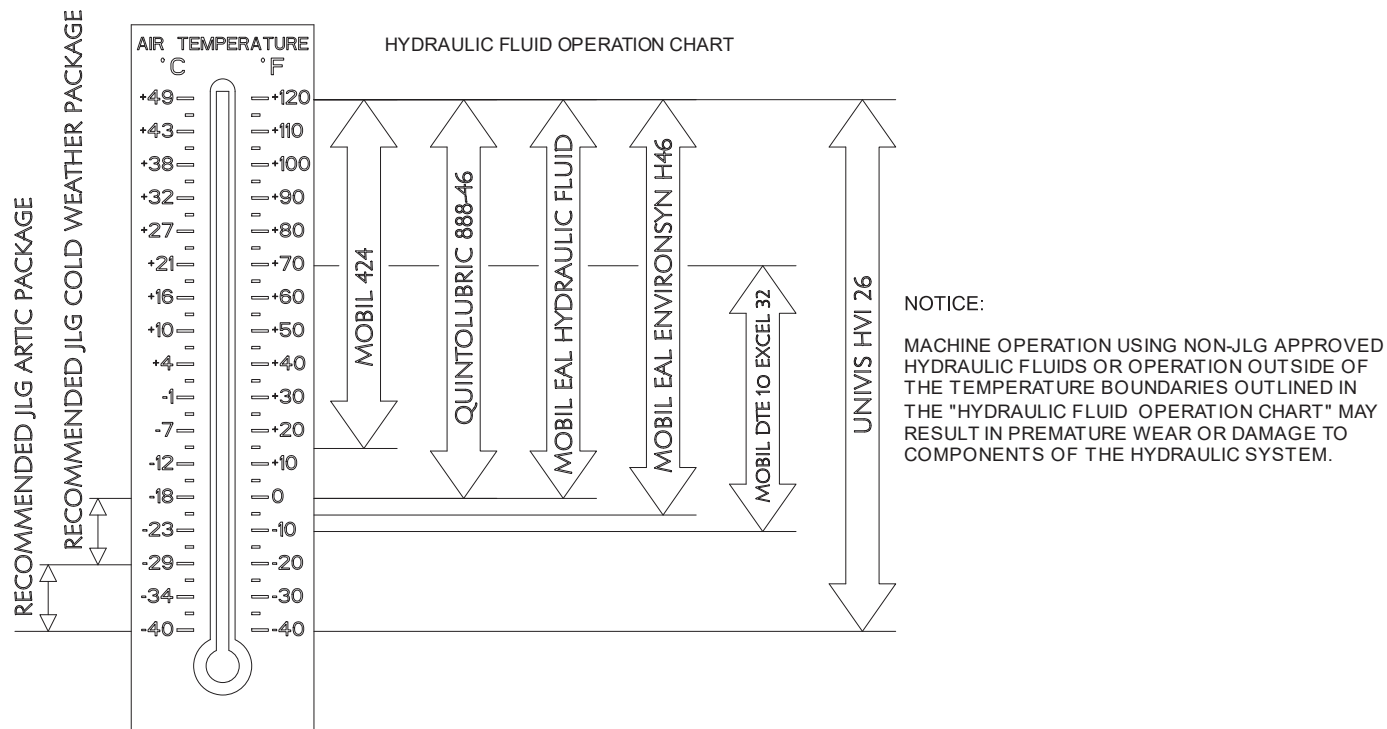 HYDRAULIC FLUID OPERATION CHART
AIR TEMPERATURE
°C °F
+49 +120
+43 +110
+38 +100
+32 +90
+27 +80
+21 +70
+16 +60
+10 +50
+4 +40
-1 +30
-7 +20
-12 +10
-18 0
-23 -10
-29 -20
-34 -30
-40 -40
RECOMMENDED JLG ARTIC PACKAGE
RECOMMENDED JLG COLD WEATHER PACKAGE
MOBIL 424
QUINTOLUBRIC 888-46
MOBIL EAL HYDRAULIC FLUID
MOBIL EAL ENVIRONSYN H46
MOBIL DTE 10 EXCEL 32
UNIVIS HVI 26
NOTICE:
MACHINE OPERATION USING NON-JLG APPROVED
HYDRAULIC FLUIDS OR OPERATION OUTSIDE OF
THE TEMPERATURE BOUNDARIES OUTLINED IN
THE "HYDRAULIC FLUID OPERATION CHART" MAY
RESULT IN PREMATURE WEAR OR DAMAGE TO
COMPONENTS OF THE HYDRAULIC SYSTEM.